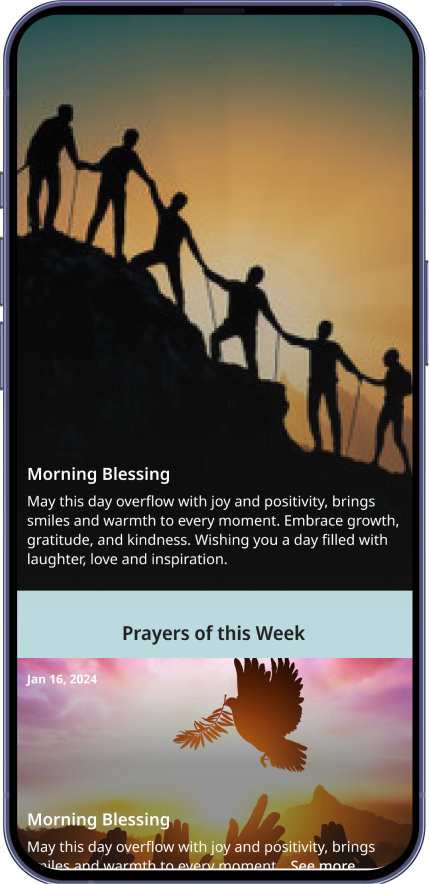 Morning Blessing
May this day overflow with joy and positivity, brings
smiles and warmth to every moment. Embrace growth,
gratitude, and kindness. Wishing you a day filled with
laughter, love and inspiration.
Prayers of this Week
Jan 16, 2024
Morning Blessing
May this day overflow with joy and positivity, brings
smiles and warmth to every moment... See more